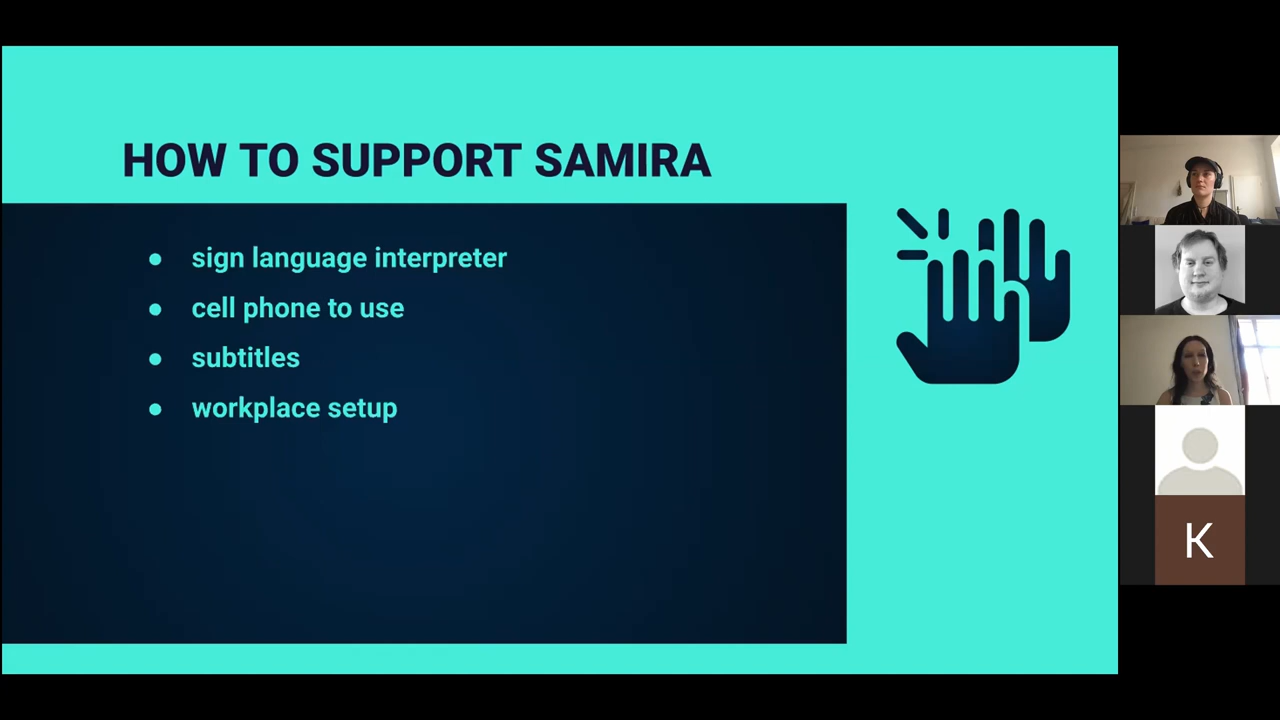 HOW TO SUPPORT SAMIRA
● sign language interpreter
● cell phone to use
● subtitles
● workplace setup
K